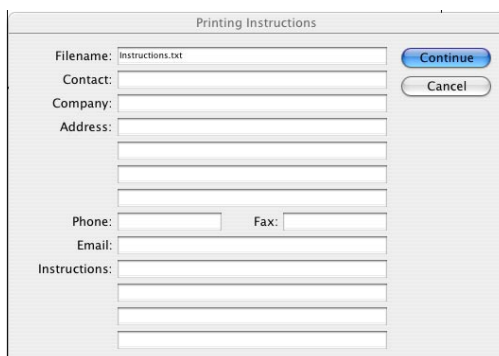 Printing Instructions
Filename: Instructions.txt
Continue
Contact:
Cancel
Company:
Address:
Phone: Fax:
Email:
Instructions: